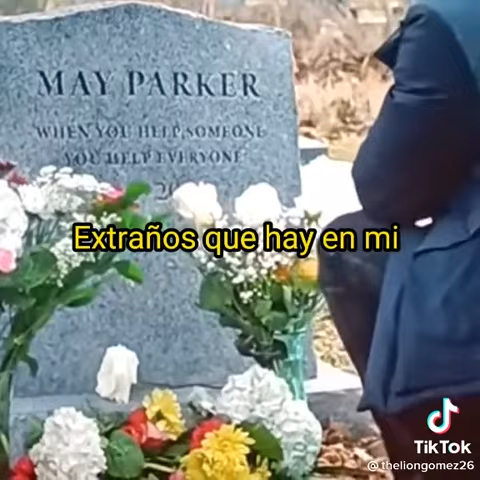 MAY PARKER
WHEN YOU HELP SOMEONE
YOU HELP EVERYONE
Extraños que hay en mi
TikTok
@theliongomez26